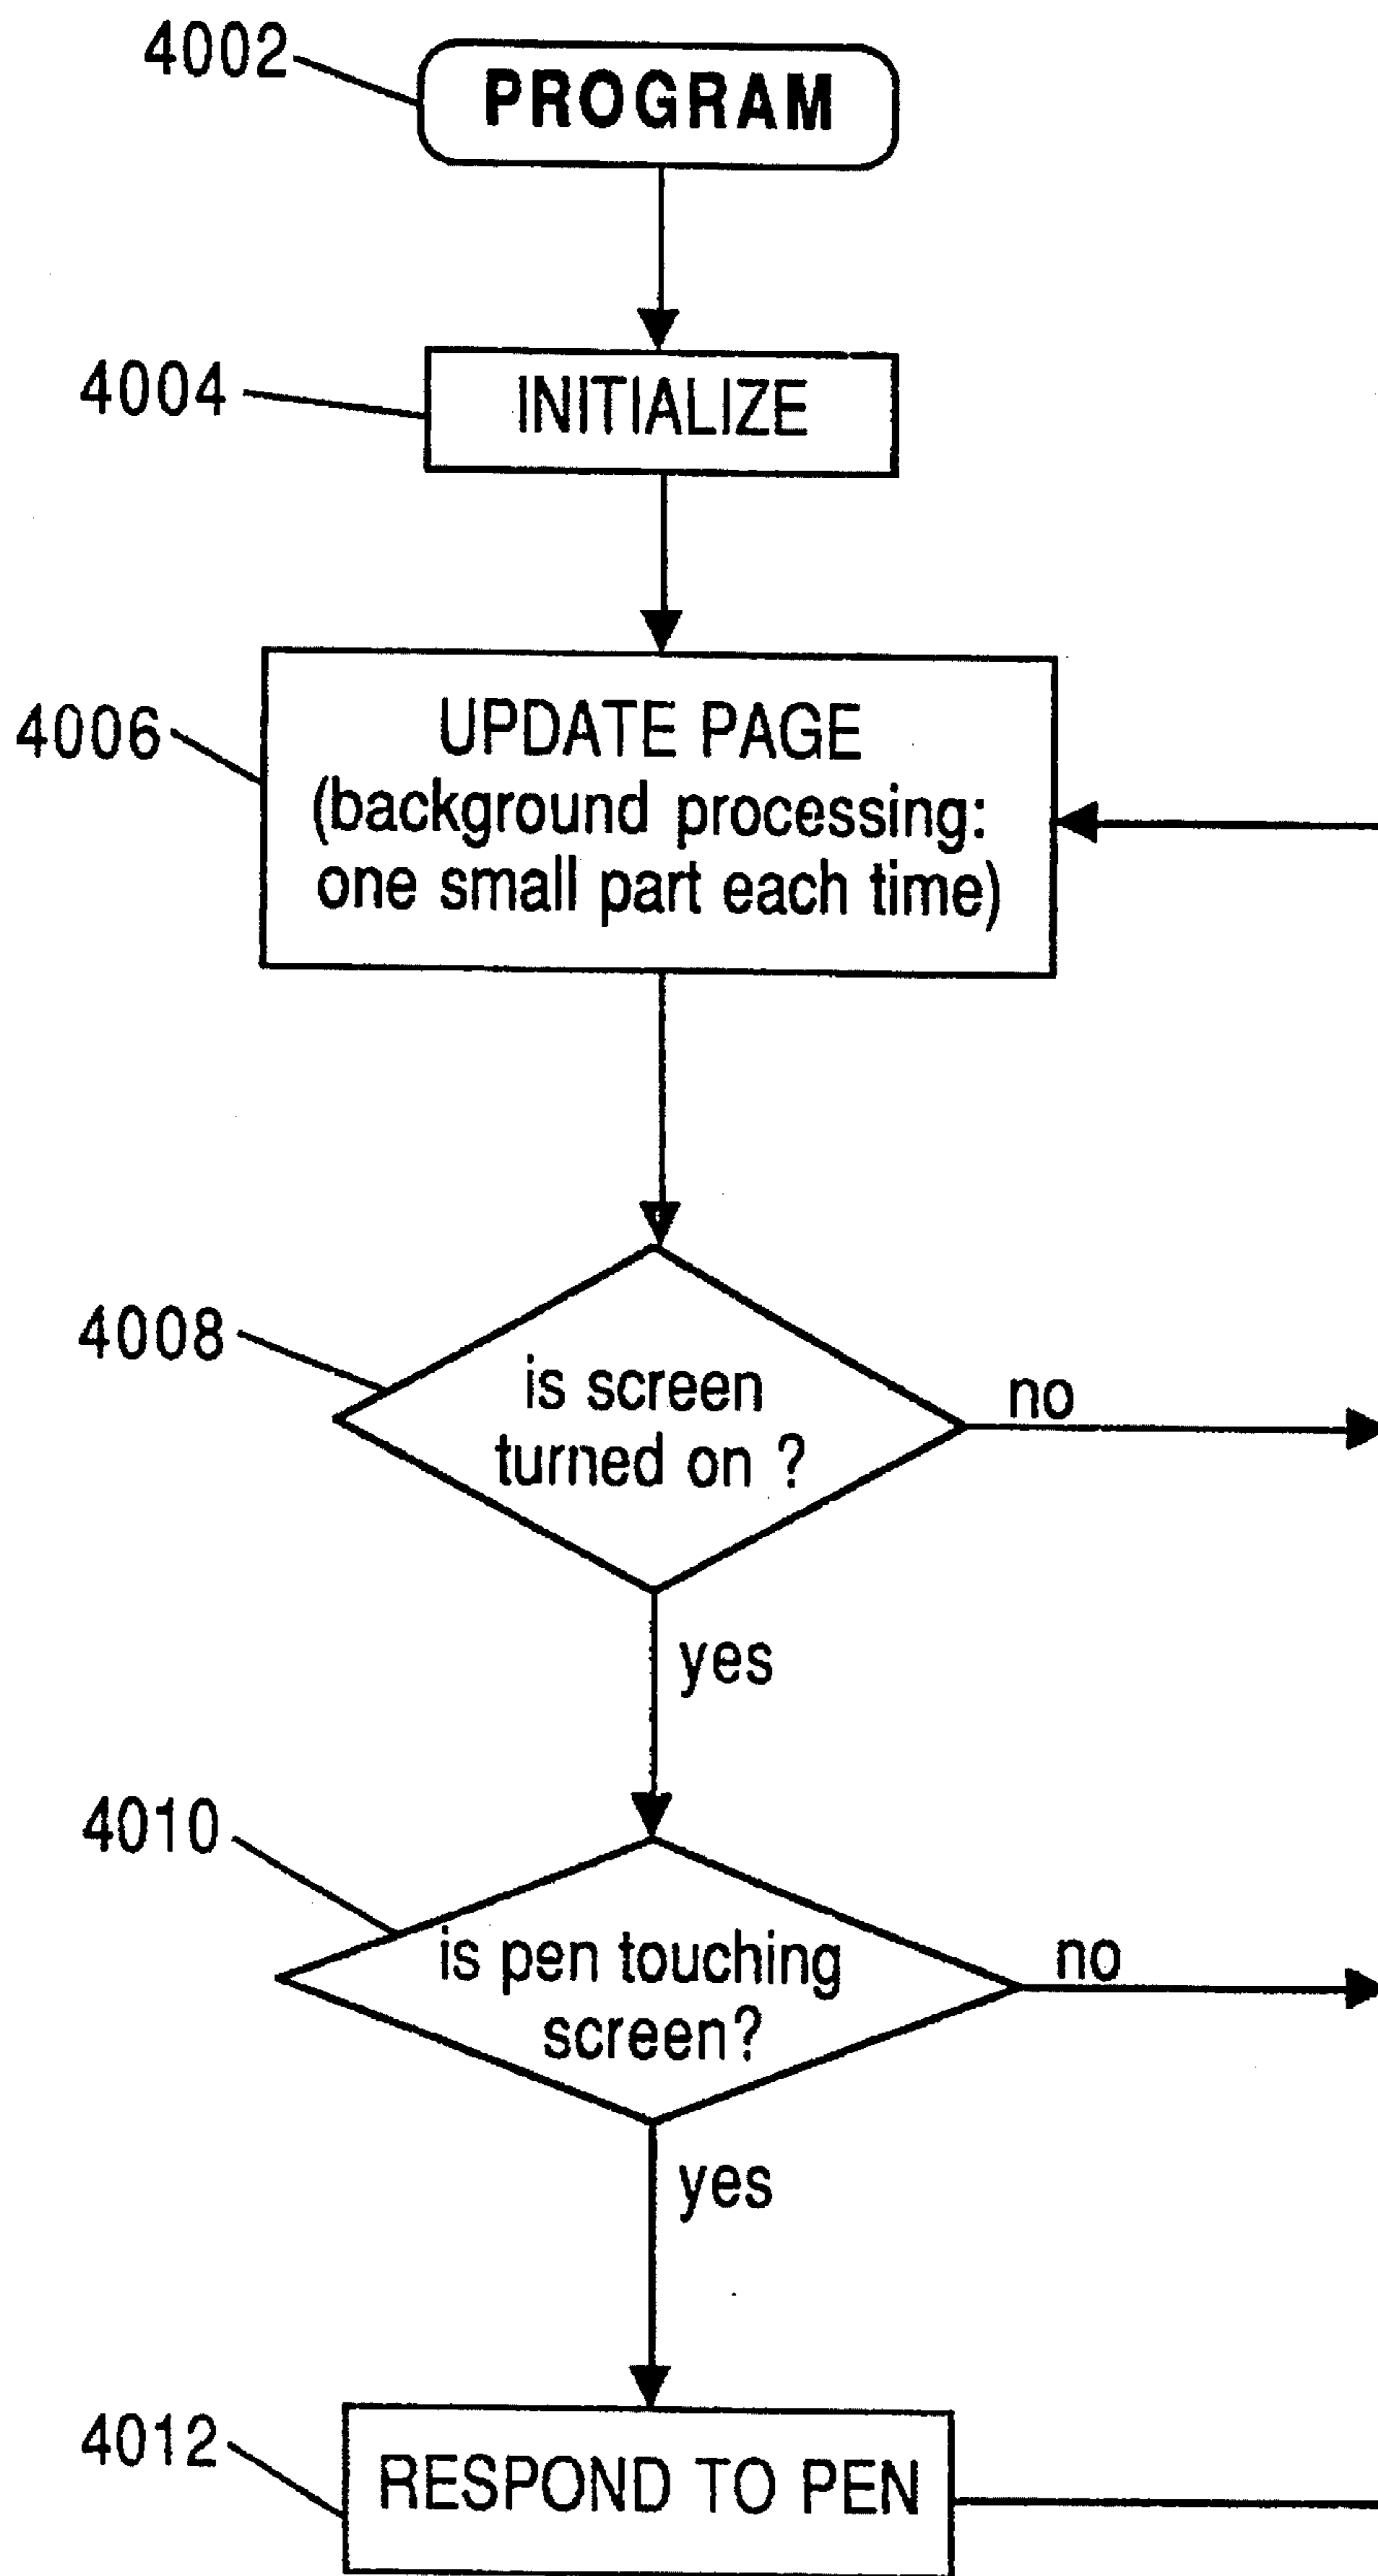 4002
PROGRAM
4004
INITIALIZE
4006
UPDATE PAGE
(background processing:
one small part each time)
4008
is screen
turned on ?
no
yes
4010
is pen touching
screen?
no
yes
4012
RESPOND TO PEN